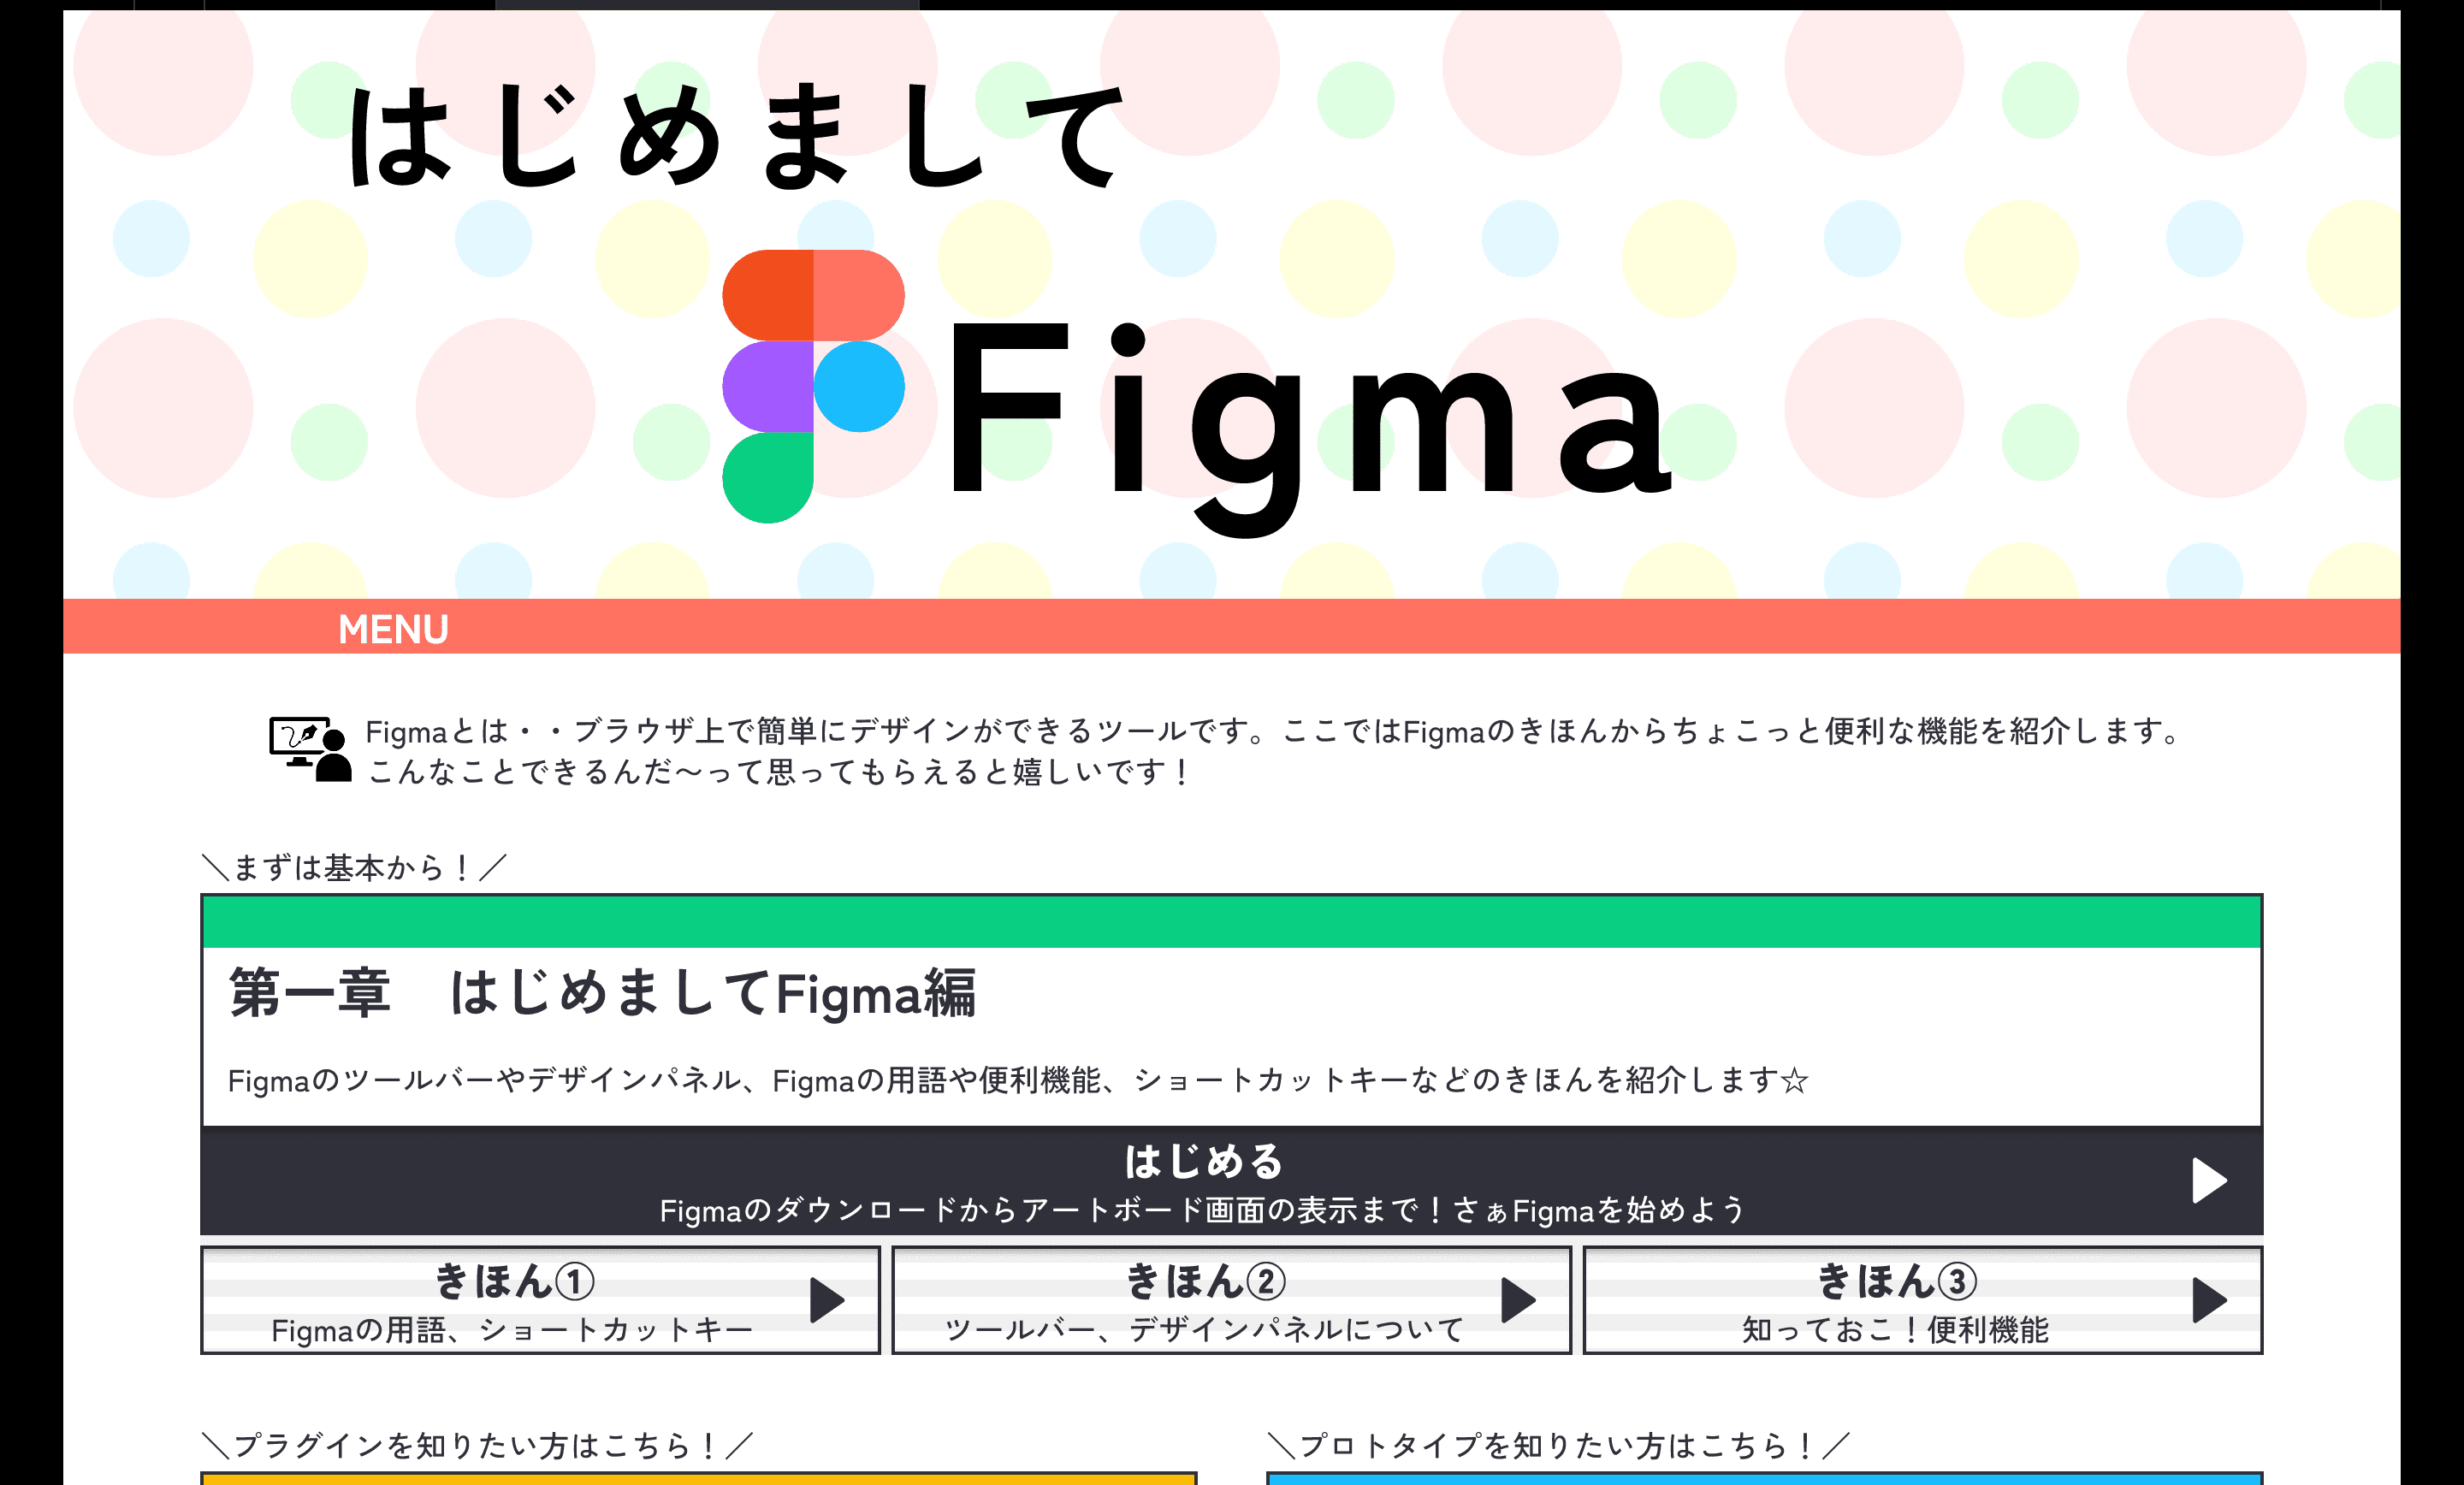 はじめまして
Figma
MENU
Figmaとは・・ブラウザ上で簡単にデザインができるツールです。ここではFigmaのきほんからちょこっと便利な機能を紹介します。
こんなことできるんだ〜って思ってもらえると嬉しいです！
＼まずは基本から！／
第一章　はじめましてFigma編
Figmaのツールバーやデザインパネル、Figmaの用語や便利機能、ショートカットキーなどのきほんを紹介します☆
はじめる
Figmaのダウンロードからアートボード画面の表示まで！さぁFigmaを始めよう
きほん①
Figmaの用語、ショートカットキー
きほん②
ツールバー、デザインパネルについて
きほん③
知っておこ！便利機能
＼プラグインを知りたい方はこちら！／
＼プロトタイプを知りたい方はこちら！／